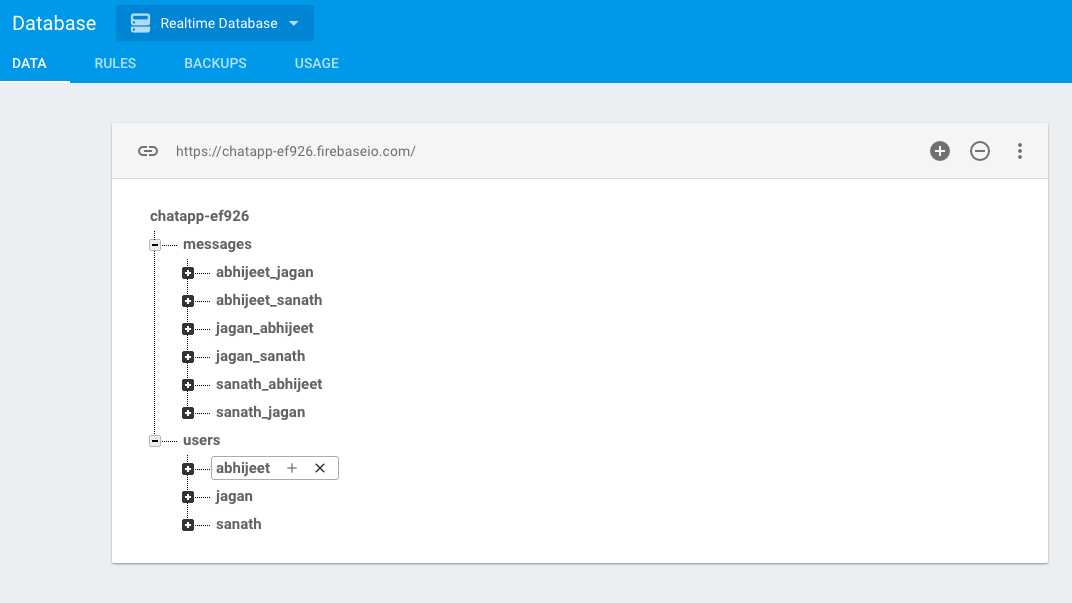 Database Realtime Database
DATA RULES BACKUPS USAGE
https://chatapp-ef926.firebaseio.com/
chatapp-ef926
messages
abhijeet_jagan
abhijeet_sanath
jagan_abhijeet
jagan_sanath
sanath_abhijeet
sanath_jagan
users
abhijeet
jagan
sanath